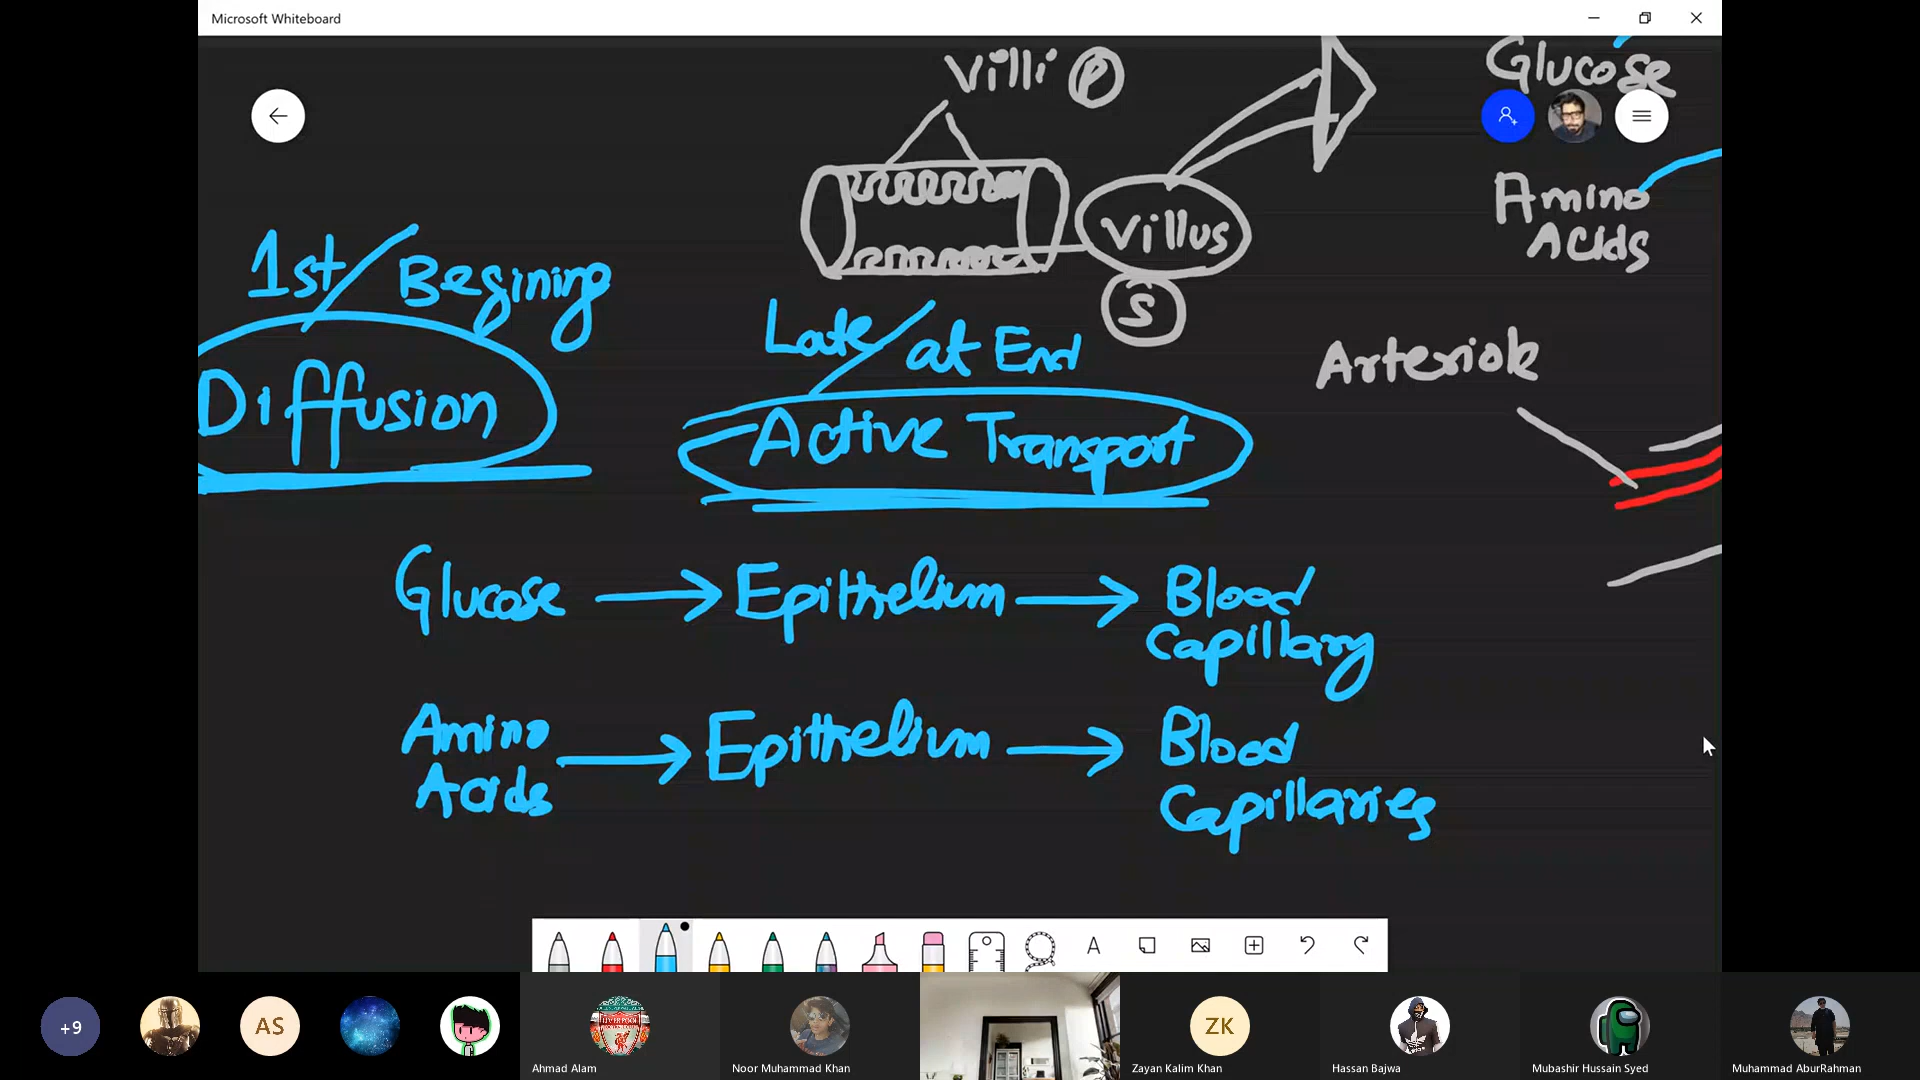 Microsoft Whiteboard
Villi P
Glucose
Villus
S
Amino
Acids
1st/Begining
Diffusion
Late/at End
Active Transport
Arteriole
Glucose → Epithelium → Blood
Capillary
Amino
Acids → Epithelium → Blood
Capillaries
+9
AS
Ahmad Alam
Noor Muhammad Khan
ZK
Zayan Kalim Khan
Hassan Bajwa
Mubashir Hussain Syed
Muhammad AburRahman